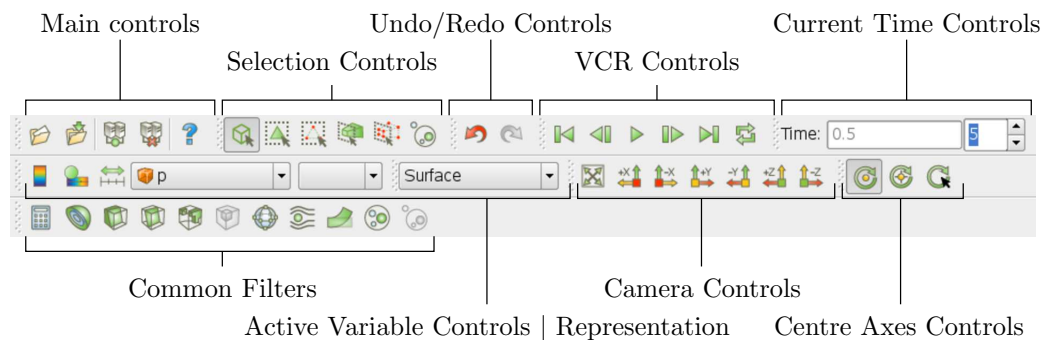 Main controls
Undo/Redo Controls
Current Time Controls
Selection Controls
VCR Controls
?
Time: 0.5 5
p
Surface
+X -X +Y -Y +Z -Z
Common Filters
Camera Controls
Active Variable Controls | Representation
Centre Axes Controls